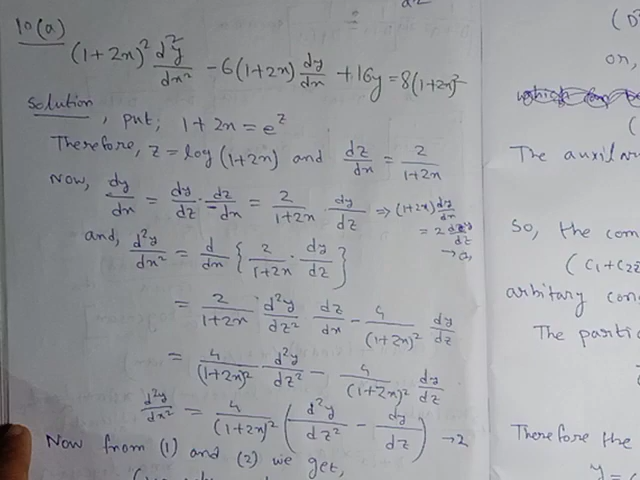 10(a)
(1+2x)² d²y/dx² - 6(1+2x) dy/dx + 16y = 8(1+2x)²
Solution, put, 1+2x = e^z
Therefore, z = log(1+2x) and dz/dx = 2/(1+2x)
Now, dy/dx = dy/dz · dz/dx = 2/(1+2x) · dy/dz ⇒ (1+2x) dy/dx
= 2 dy/dz
→ 1
and, d²y/dx² = d/dx { 2/(1+2x) · dy/dz }
= 2/(1+2x) d²y/dz² dz/dx - 4/(1+2x)² dy/dz
= 4/(1+2x)² d²y/dz² - 4/(1+2x)² dy/dz
d²y/dx² = 4/(1+2x)² ( d²y/dz² - dy/dz ) → 2
Now from (1) and (2) we get,
or,
The auxilar
So, the com
(C₁+C₂z
arbitary con
The partic
Therefore the
y =